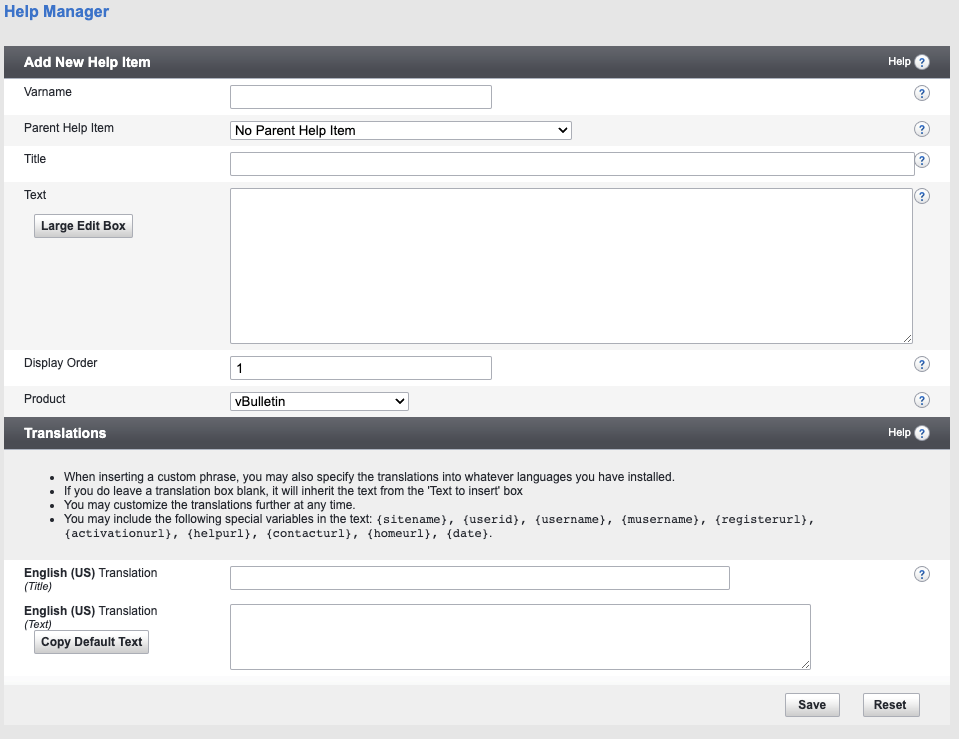 Help Manager
Add New Help Item Help ?
Varname ?
Parent Help Item No Parent Help Item ?
Title ?
Text ?
Large Edit Box
Display Order 1 ?
Product vBulletin ?
Translations Help ?
• When inserting a custom phrase, you may also specify the translations into whatever languages you have installed.
• If you do leave a translation box blank, it will inherit the text from the 'Text to insert' box
• You may customize the translations further at any time.
• You may include the following special variables in the text: {sitename}, {userid}, {username}, {musername}, {registerurl},
{activationurl}, {helpurl}, {contacturl}, {homeurl}, {date}.
English (US) Translation ?
(Title)
English (US) Translation
(Text)
Copy Default Text
Save Reset